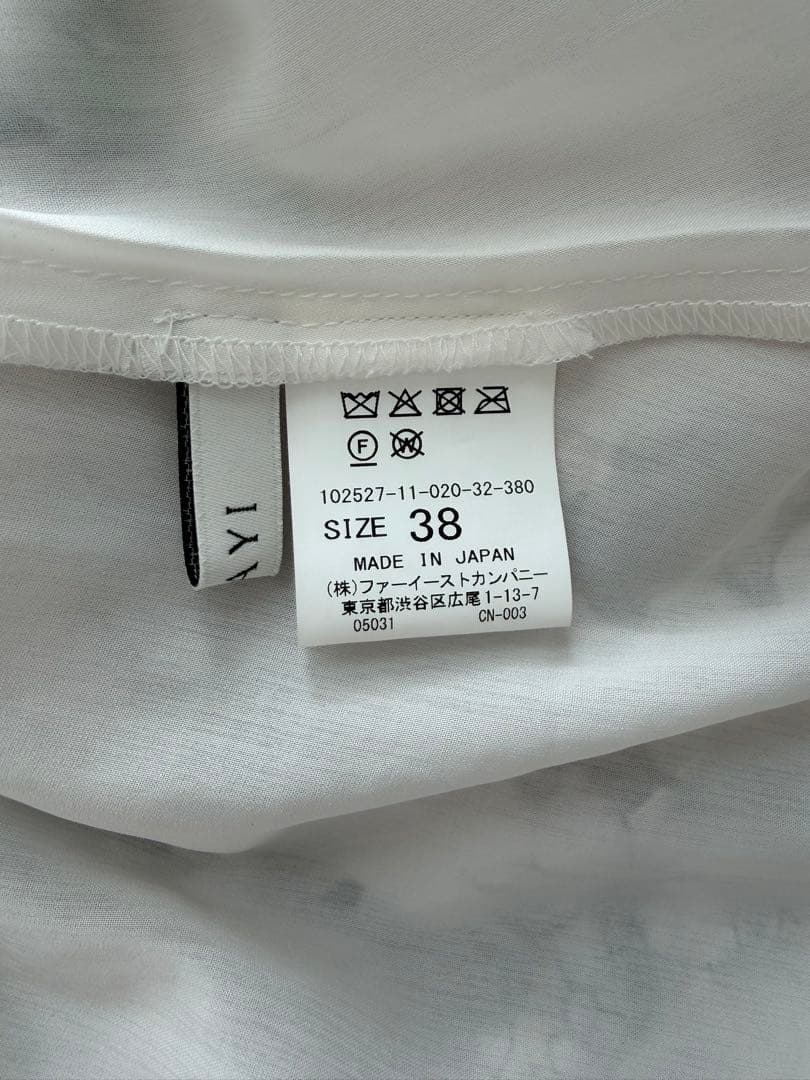 F W
102527-11-020-32-380
SIZE 38
MADE IN JAPAN
(株)ファーイーストカンパニー
東京都渋谷区広尾1-13-7
05031 CN-003
AYI